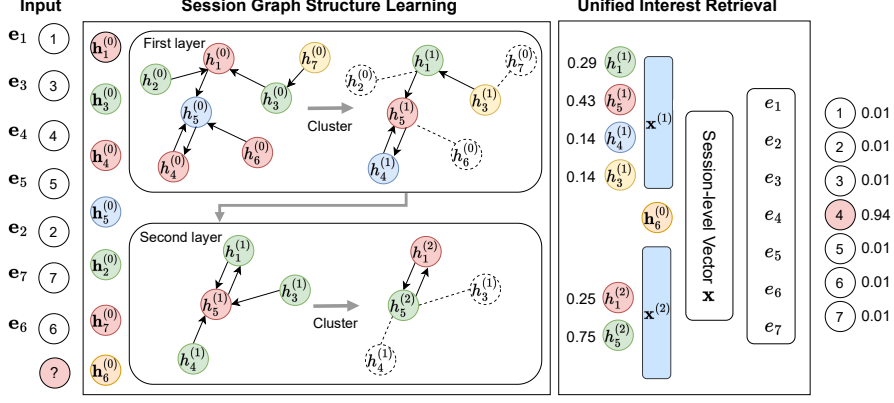 Input
Session Graph Structure Learning
Unified Interest Retrieval
e1 1
e3 3
e4 4
e5 5
e2 2
e7 7
e6 6
?
h1^(0)
h3^(0)
h4^(0)
h5^(0)
h2^(0)
h7^(0)
h6^(0)
First layer
h1^(0)
h7^(0)
h2^(0)
h3^(0)
h5^(0)
h4^(0)
h6^(0)
Cluster
h1^(1)
h7^(0)
h2^(0)
h3^(1)
h5^(1)
h6^(0)
h4^(1)
Second layer
h1^(1)
h3^(1)
h5^(1)
h4^(1)
Cluster
h1^(2)
h3^(1)
h5^(2)
h4^(1)
0.29 h1^(1)
0.43 h5^(1)
0.14 h4^(1)
0.14 h3^(1)
x^(1)
h6^(0)
0.25 h1^(2)
0.75 h5^(2)
x^(2)
Session-level Vector x
e1
e2
e3
e4
e5
e6
e7
1 0.01
2 0.01
3 0.01
4 0.94
5 0.01
6 0.01
7 0.01